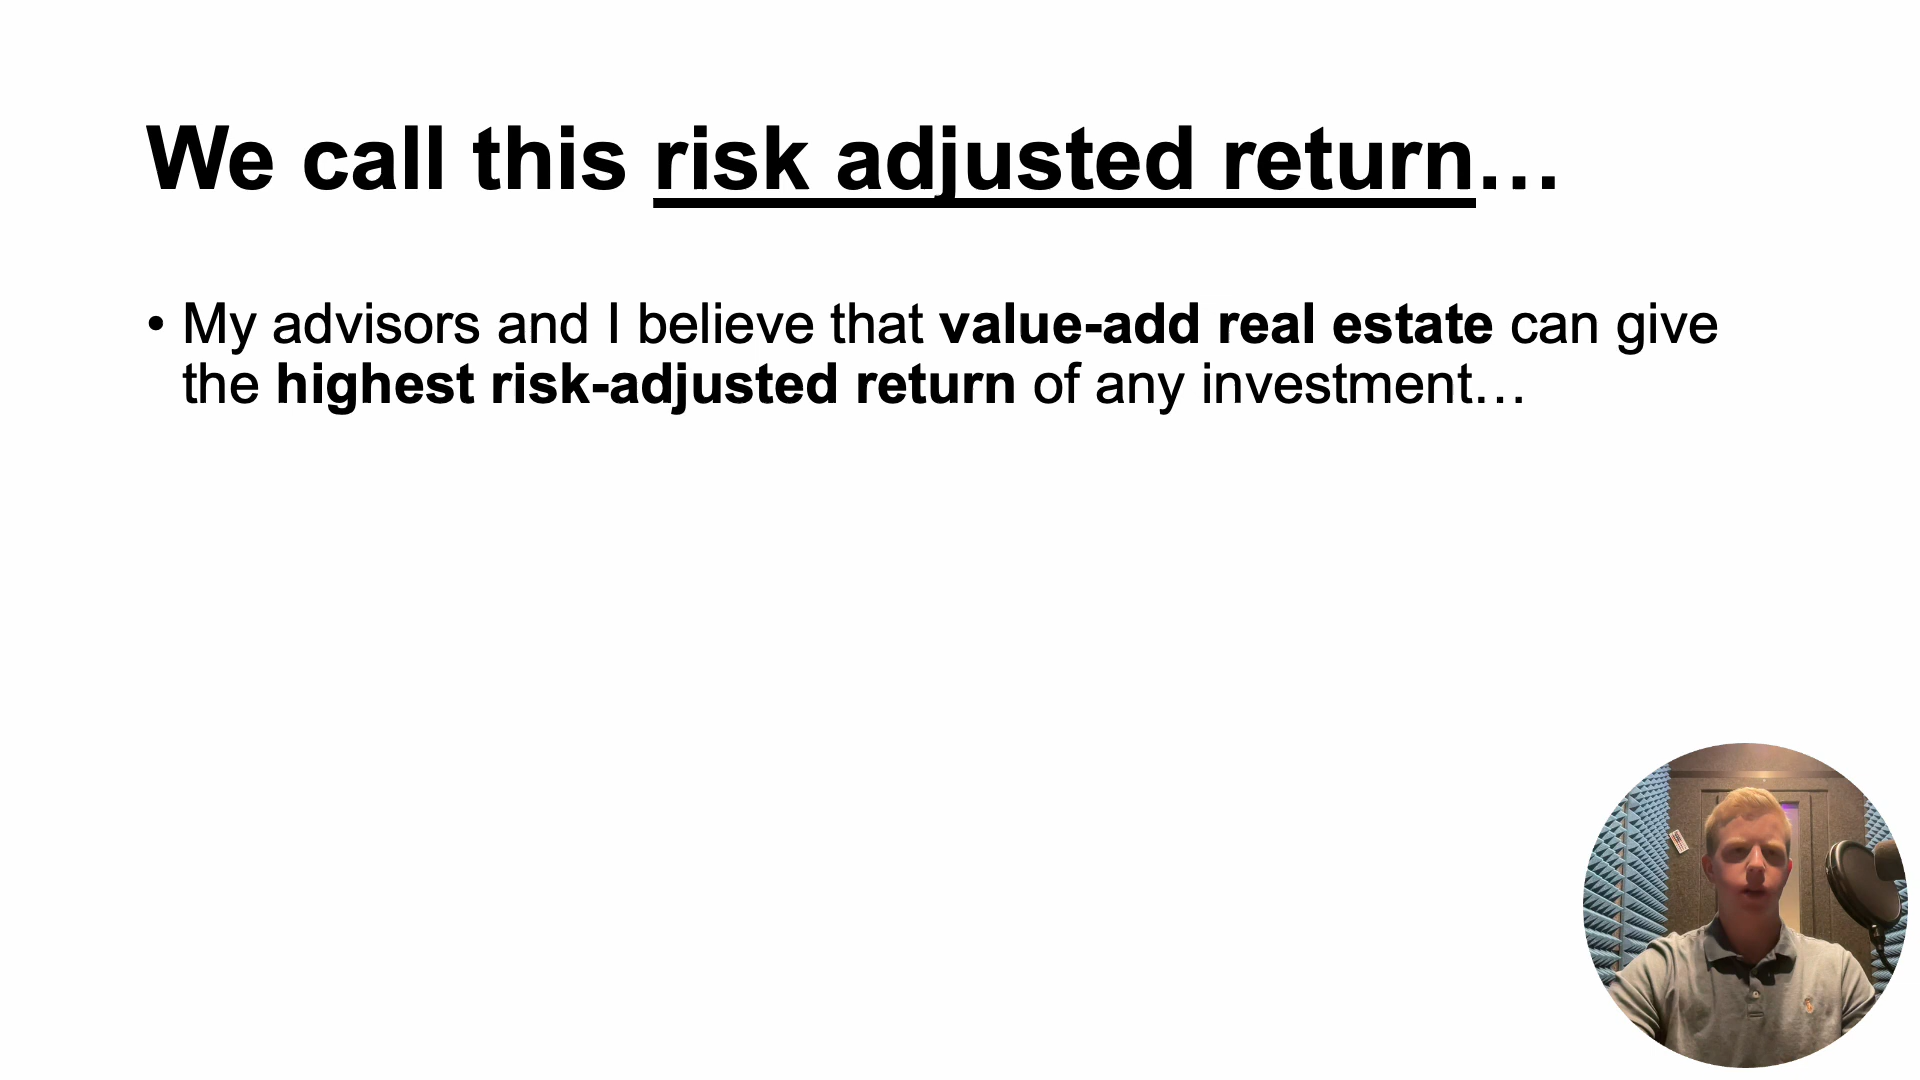 We call this risk adjusted return…
• My advisors and I believe that value-add real estate can give
the highest risk-adjusted return of any investment…